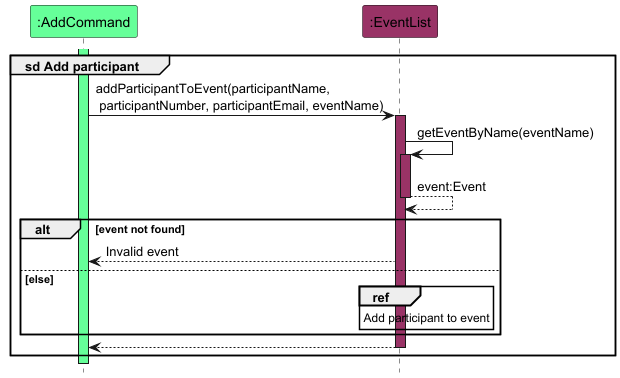 :AddCommand
:EventList
sd Add participant
addParticipantToEvent(participantName,
participantNumber, participantEmail, eventName)
getEventByName(eventName)
event:Event
alt
[event not found]
Invalid event
[else]
ref
Add participant to event